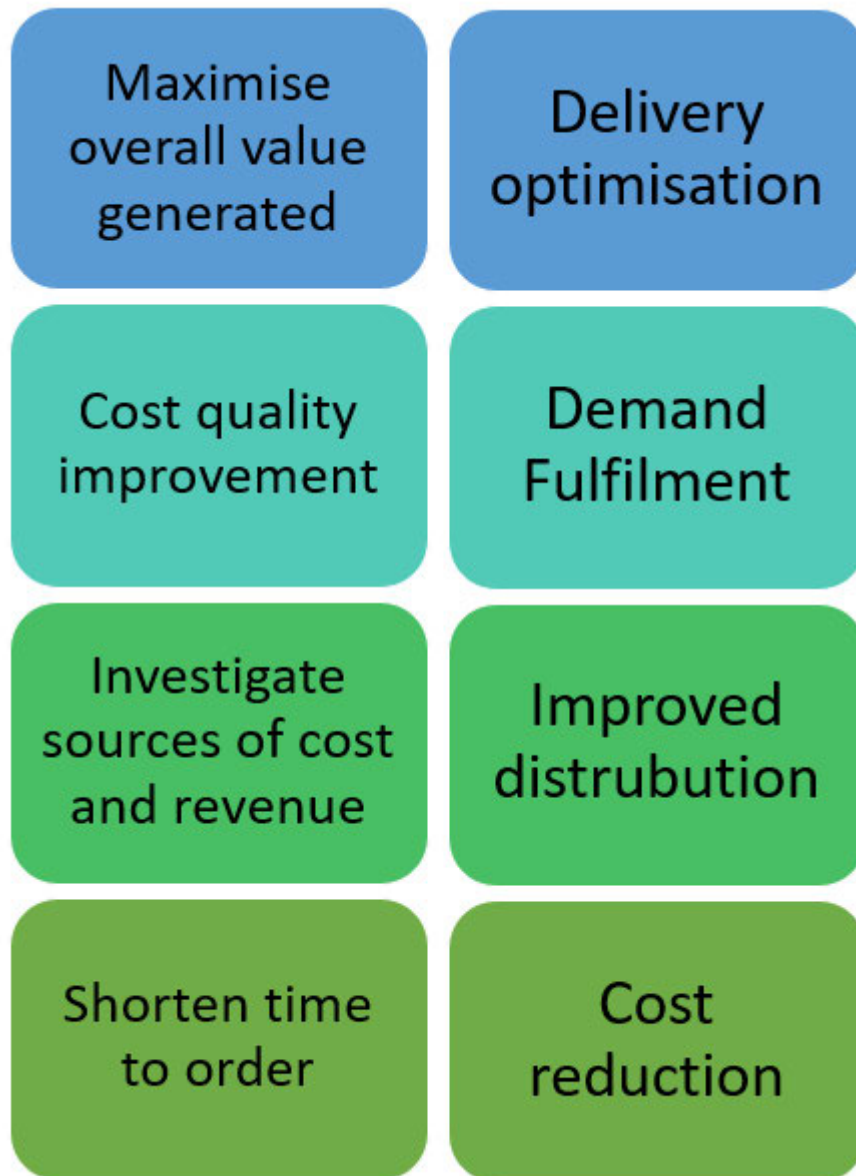 Maximise
overall value
generated
Delivery
optimisation
Cost quality
improvement
Demand
Fulfilment
Investigate
sources of cost
and revenue
Improved
distrubution
Shorten time
to order
Cost
reduction